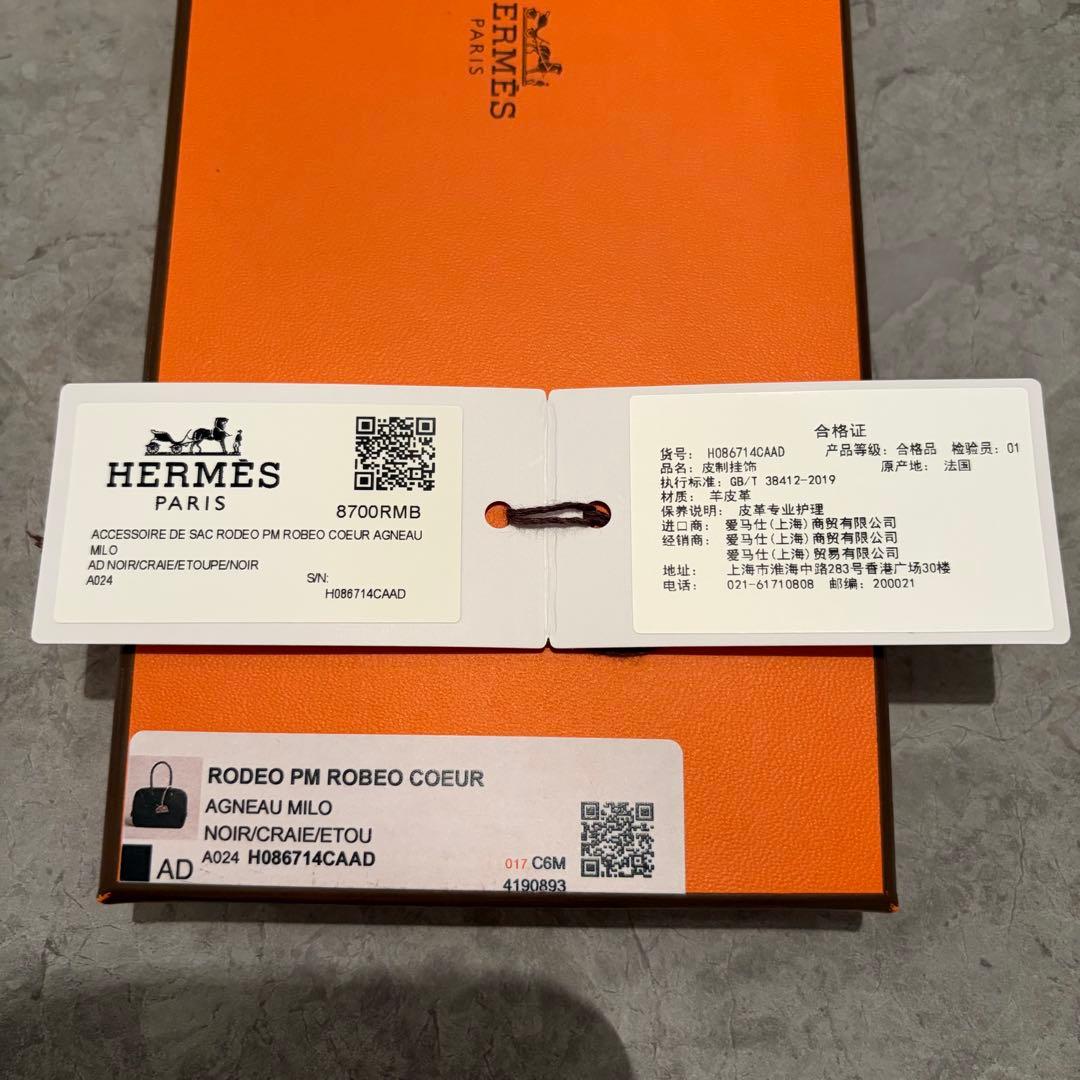 HERMÈS
PARIS
HERMÈS
PARIS
8700RMB
ACCESSOIRE DE SAC RODEO PM ROBEO COEUR AGNEAU
MILO
AD NOIR/CRAIE/ETOUPE/NOIR
A024
S/N:
H086714CAAD
合格证
货号: H086714CAAD 产品等级: 合格品 检验员: 01
品名: 皮制挂饰 原产地: 法国
执行标准: GB/T 38412-2019
材质: 羊皮革
保养说明: 皮革专业护理
进口商: 爱马仕(上海)商贸有限公司
经销商: 爱马仕(上海)商贸有限公司
爱马仕(上海)贸易有限公司
地址: 上海市淮海中路283号香港广场30楼
电话: 021-61710808 邮编: 200021
RODEO PM ROBEO COEUR
AGNEAU MILO
NOIR/CRAIE/ETOU
AD
A024 H086714CAAD
017 C6M
4190893